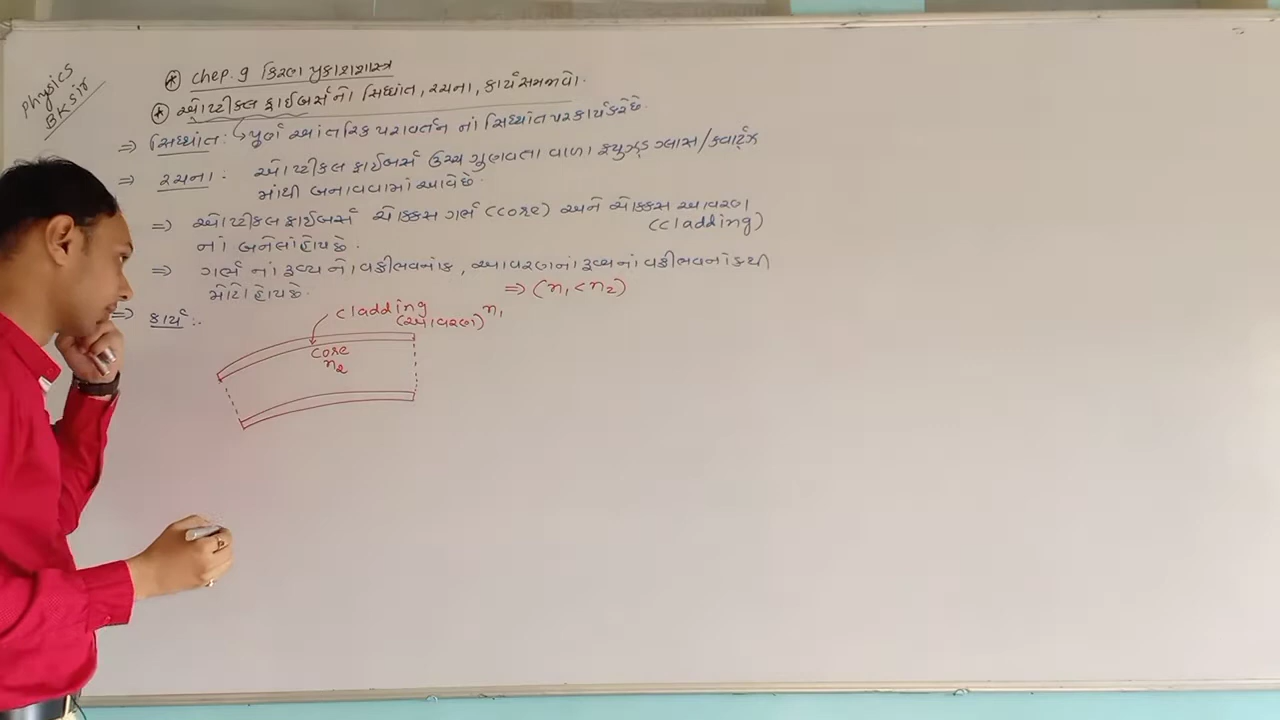 Physics
BK sir
* Chep. 9 કિરણ પ્રકાશશાસ્ત્ર
* ઓપ્ટીકલ ફાઈબર્સનો સિધ્ધાંત, રચના, કાર્ય સમજાવો.
⇒ સિધ્ધાંત: ↳ પૂર્ણ આંતરિક પરાવર્તન નાં સિધ્ધાંત પર કાર્ય કરે છે.
⇒ રચના : ઓપ્ટીકલ ફાઈબર્સ ઉચ્ચ ગુણવતા વાળા ફ્યુઝ્ડ ગ્લાસ/ક્વાર્ટ્ઝ
માંથી બનાવવામાં આવે છે.
⇒ ઓપ્ટીકલ ફાઈબર્સ ચોક્કસ ગર્ભ (core) અને ચોક્કસ આવરણ
(cladding)
નાં બનેલાં હોય છે.
⇒ ગર્ભ નાં દ્રવ્ય નો વક્રીભવનાંક, આવરણનાં દ્રવ્યનાં વક્રીભવનાંકથી
મોટો હોય છે.
⇒ (n₁ < n₂)
⇒ કાર્ય :-
cladding
(આવરણ) n₁
core
n₂